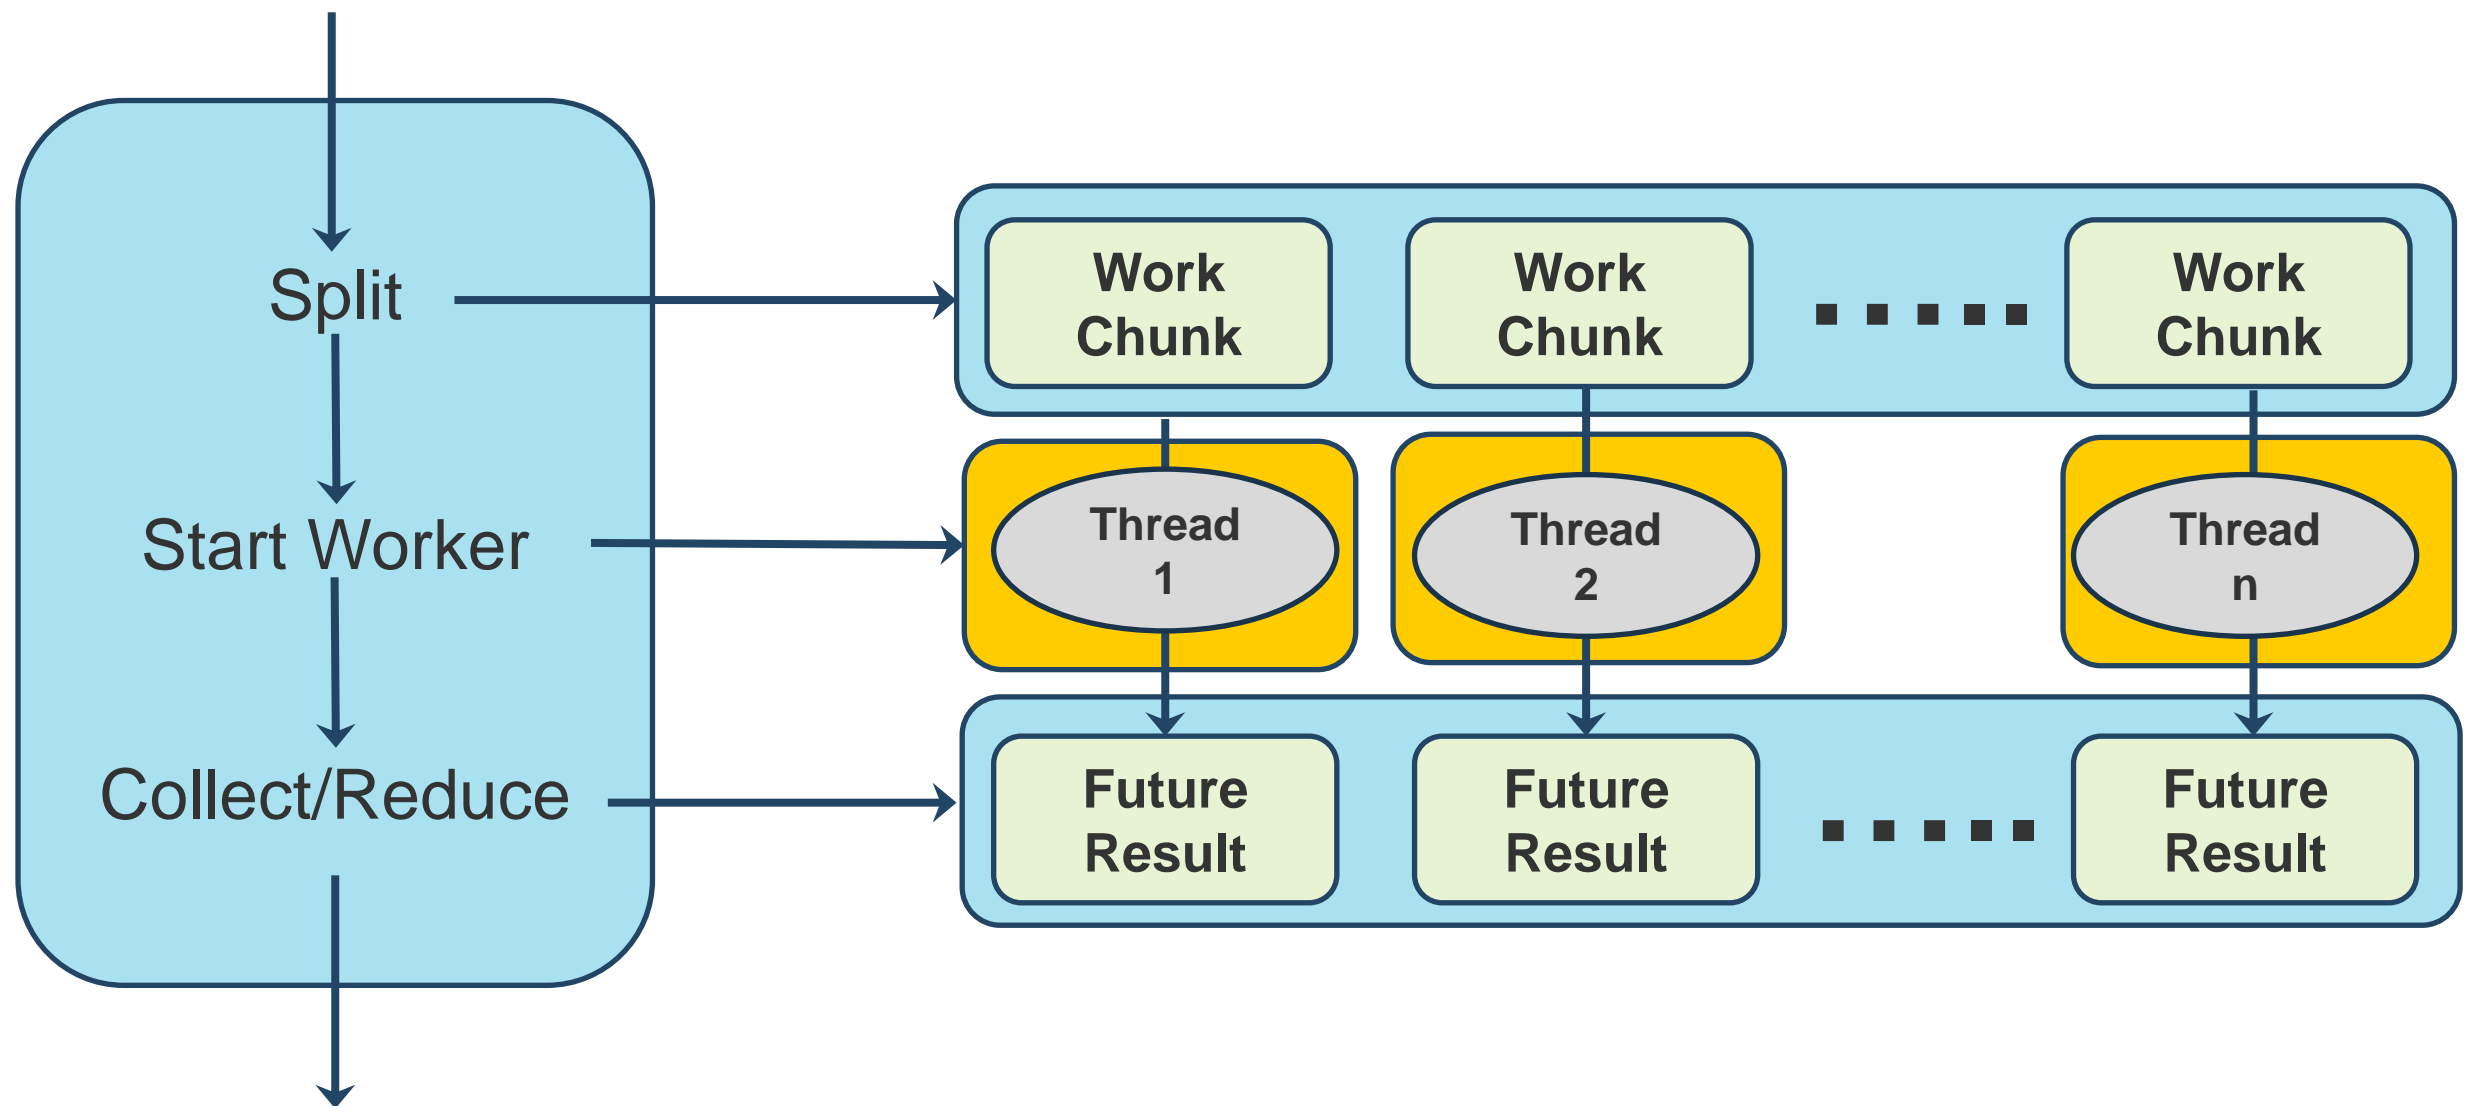 Split
Start Worker
Collect/Reduce
Work
Chunk
Work
Chunk
Work
Chunk
Thread
1
Thread
2
Thread
n
Future
Result
Future
Result
Future
Result